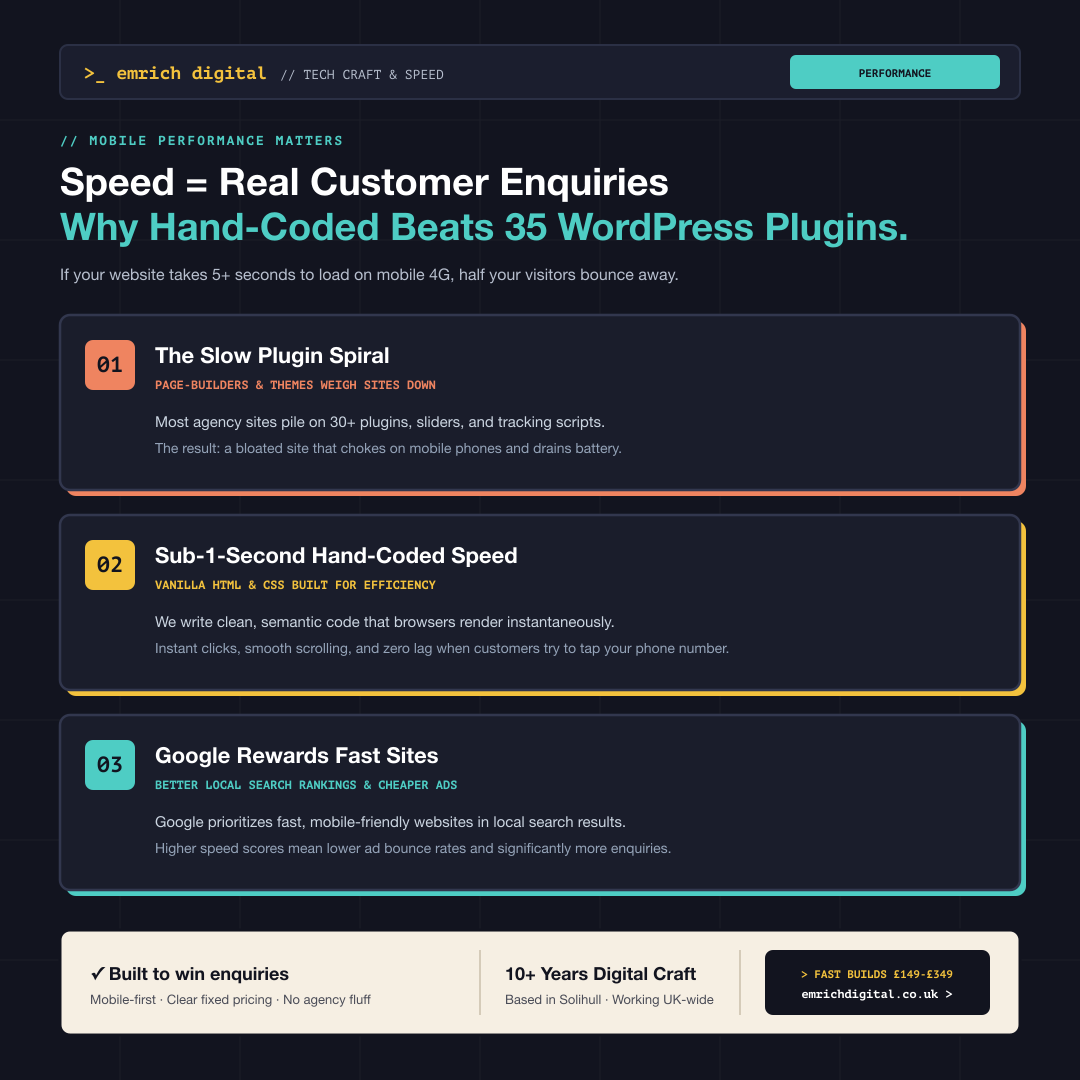 >_ emrich digital // TECH CRAFT & SPEED
PERFORMANCE
// MOBILE PERFORMANCE MATTERS
Speed = Real Customer Enquiries
Why Hand-Coded Beats 35 WordPress Plugins.
If your website takes 5+ seconds to load on mobile 4G, half your visitors bounce away.
01
The Slow Plugin Spiral
PAGE-BUILDERS & THEMES WEIGH SITES DOWN
Most agency sites pile on 30+ plugins, sliders, and tracking scripts.
The result: a bloated site that chokes on mobile phones and drains battery.
02
Sub-1-Second Hand-Coded Speed
VANILLA HTML & CSS BUILT FOR EFFICIENCY
We write clean, semantic code that browsers render instantaneously.
Instant clicks, smooth scrolling, and zero lag when customers try to tap your phone number.
03
Google Rewards Fast Sites
BETTER LOCAL SEARCH RANKINGS & CHEAPER ADS
Google prioritizes fast, mobile-friendly websites in local search results.
Higher speed scores mean lower ad bounce rates and significantly more enquiries.
✓ Built to win enquiries
Mobile-first · Clear fixed pricing · No agency fluff
10+ Years Digital Craft
Based in Solihull · Working UK-wide
> FAST BUILDS £149-£349
emrichdigital.co.uk >